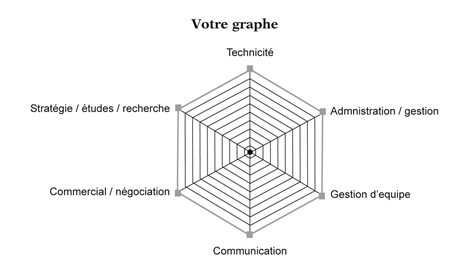 Votre graphe
Technicité
Stratégie / études / recherche
Admnistration / gestion
Commercial / négociation
Gestion d'equipe
Communication